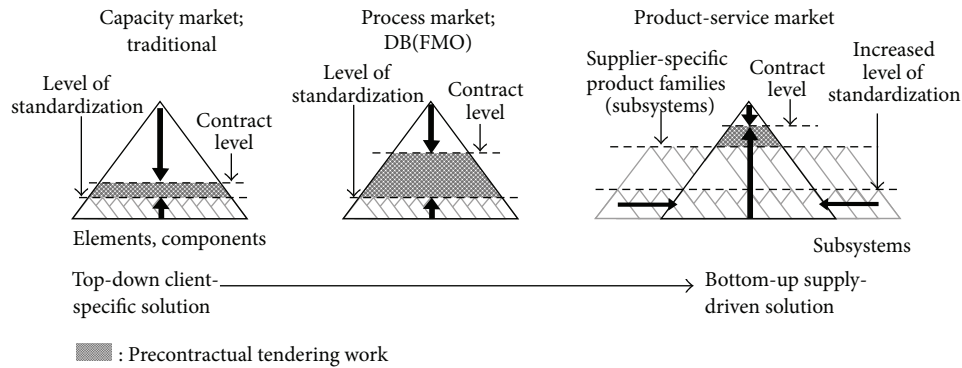 Capacity market;
traditional
Process market;
DB(FMO)
Product-service market
Level of
standardization
Contract
level
Level of
standardization
Contract
level
Supplier-specific
product families
(subsystems)
Contract
level
Increased
level of
standardization
Elements, components
Subsystems
Top-down client-
specific solution
Bottom-up supply-
driven solution
: Precontractual tendering work